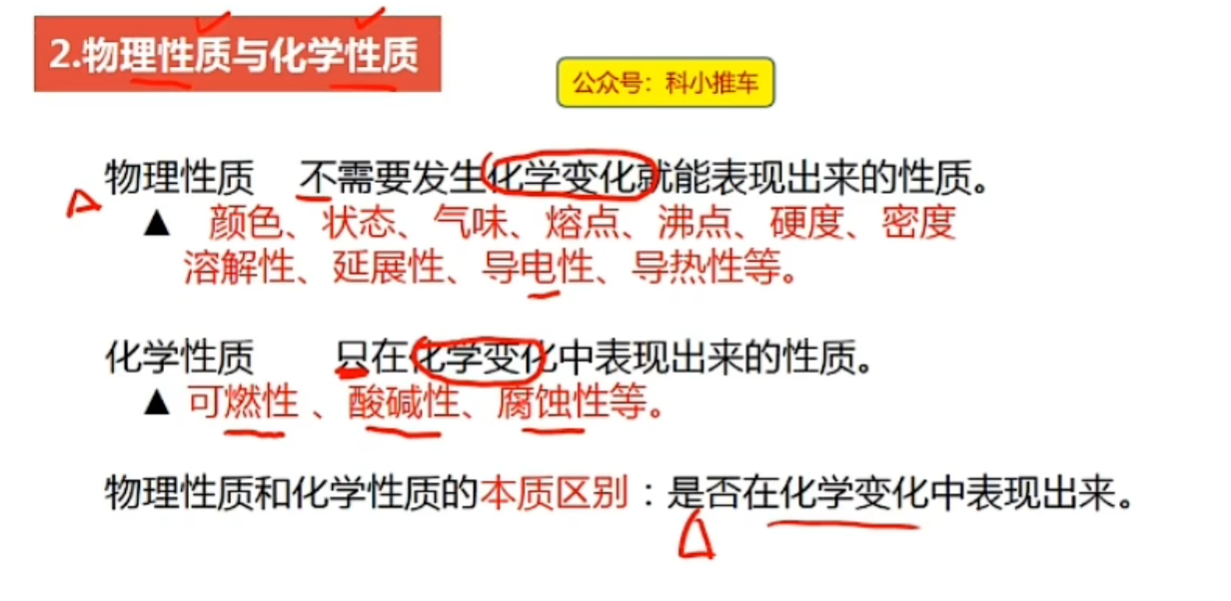 2.物理性质与化学性质
公众号：科小推车
物理性质 不需要发生化学变化就能表现出来的性质。
▲ 颜色、状态、气味、熔点、沸点、硬度、密度
溶解性、延展性、导电性、导热性等。
化学性质 只在化学变化中表现出来的性质。
▲ 可燃性 、酸碱性、腐蚀性等。
物理性质和化学性质的本质区别：是否在化学变化中表现出来。